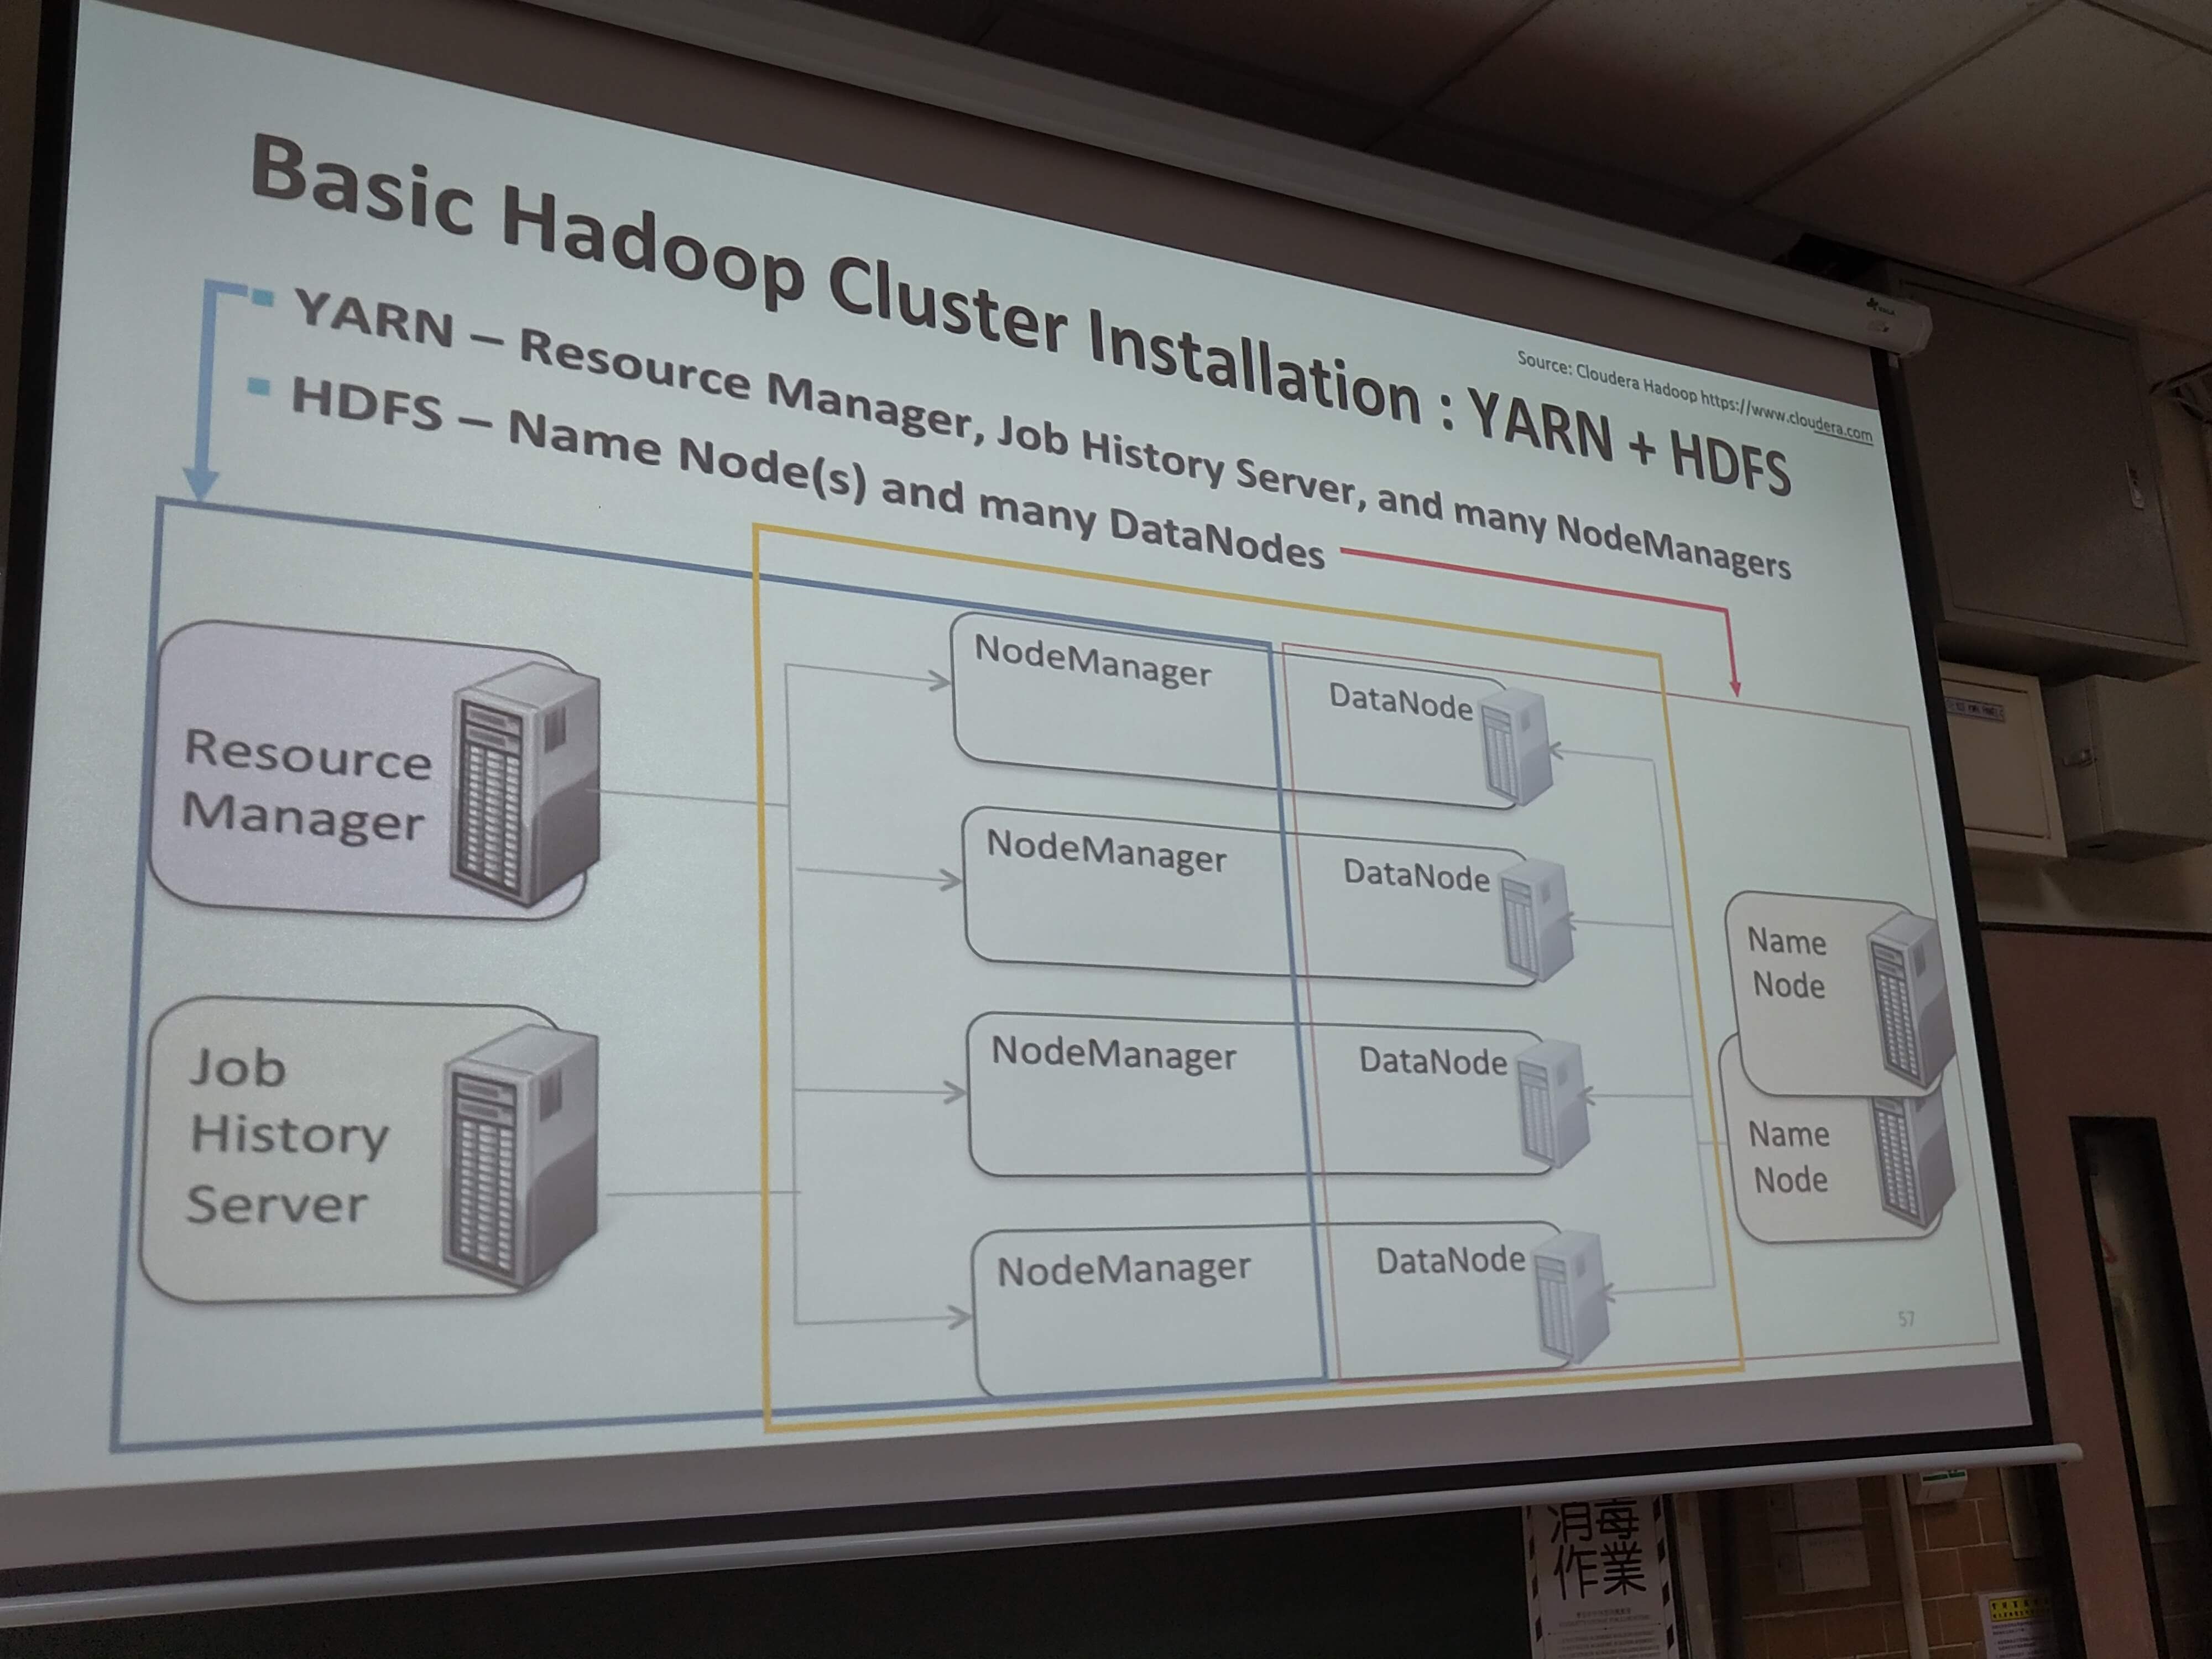 Basic Hadoop Cluster Installation : YARN + HDFS
Source: Cloudera Hadoop https://www.cloudera.com
YARN – Resource Manager, Job History Server, and many NodeManagers
HDFS – Name Node(s) and many DataNodes
Resource
Manager
Job
History
Server
NodeManager
DataNode
NodeManager
DataNode
NodeManager
DataNode
NodeManager
DataNode
Name
Node
Name
Node
57
消毒
作業